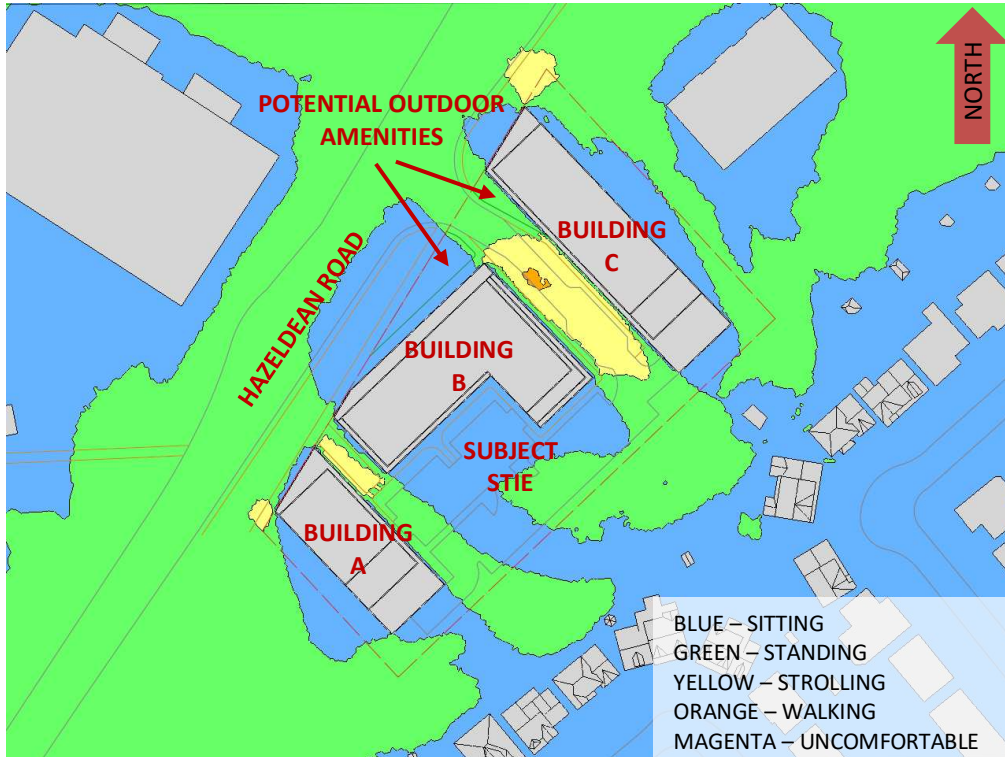 NORTH
POTENTIAL OUTDOOR
AMENITIES
BUILDING
C
HAZELDEAN ROAD
BUILDING
B
SUBJECT
STIE
BUILDING
A
BLUE – SITTING
GREEN – STANDING
YELLOW – STROLLING
ORANGE – WALKING
MAGENTA – UNCOMFORTABLE